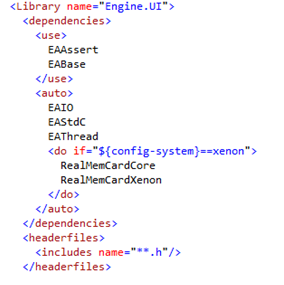 <Library name="Engine.UI">
<dependencies>
<use>
EAAssert
EABase
</use>
<auto>
EAIO
EAStdC
EAThread
<do if="${config-system}==xenon">
RealMemCardCore
RealMemCardXenon
</do>
</auto>
</dependencies>
<headerfiles>
<includes name="**.h"/>
</headerfiles>